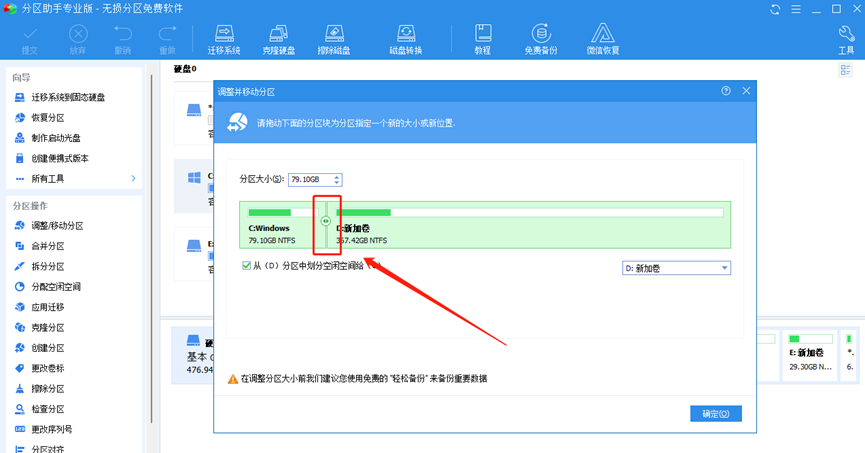 分区助手专业版 - 无损分区免费软件
提交 放弃 撤销 重做 迁移系统 克隆硬盘 擦除磁盘 磁盘转换 教程 免费备份 微信恢复 工具
向导
迁移系统到固态硬盘
恢复分区
制作启动光盘
创建便携式版本
所有工具
分区操作
调整/移动分区
合并分区
拆分分区
分配空闲空间
应用迁移
克隆分区
创建分区
更改卷标
擦除分区
检查分区
更改序列号
分区对齐
硬盘0
*:
C:
E:
调整并移动分区
请拖动下面的分区块为分区指定一个新的大小或新位置.
分区大小(S): 79.10GB
C:Windows
79.10GB NTFS
D:新加卷
367.42GB NTFS
从（D）分区中划分空闲空间给
D: 新加卷
在调整分区大小前我们建议您使用免费的 "轻松备份" 来备份重要数据
确定(O)
基本
476.94
E: 新加卷
29.30GB N...
*.
6.